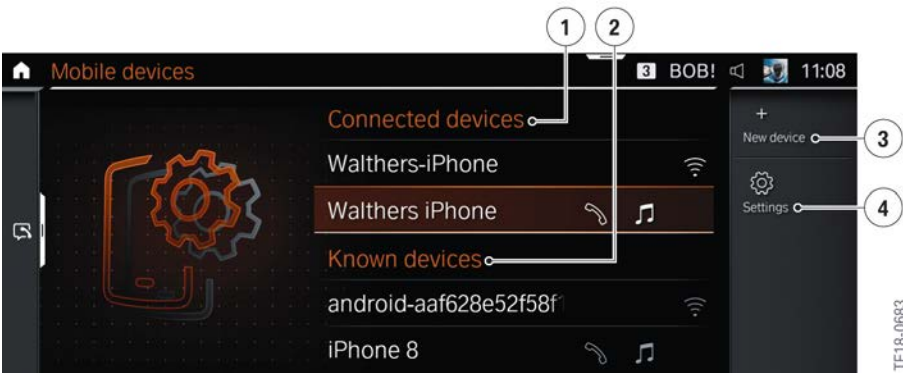 1 2
Mobile devices 3 BOB! 11:08
Connected devices
+
New device 3
Walthers-iPhone
Walthers iPhone
Settings 4
Known devices
android-aaf628e52f58f
iPhone 8
TE18-0683